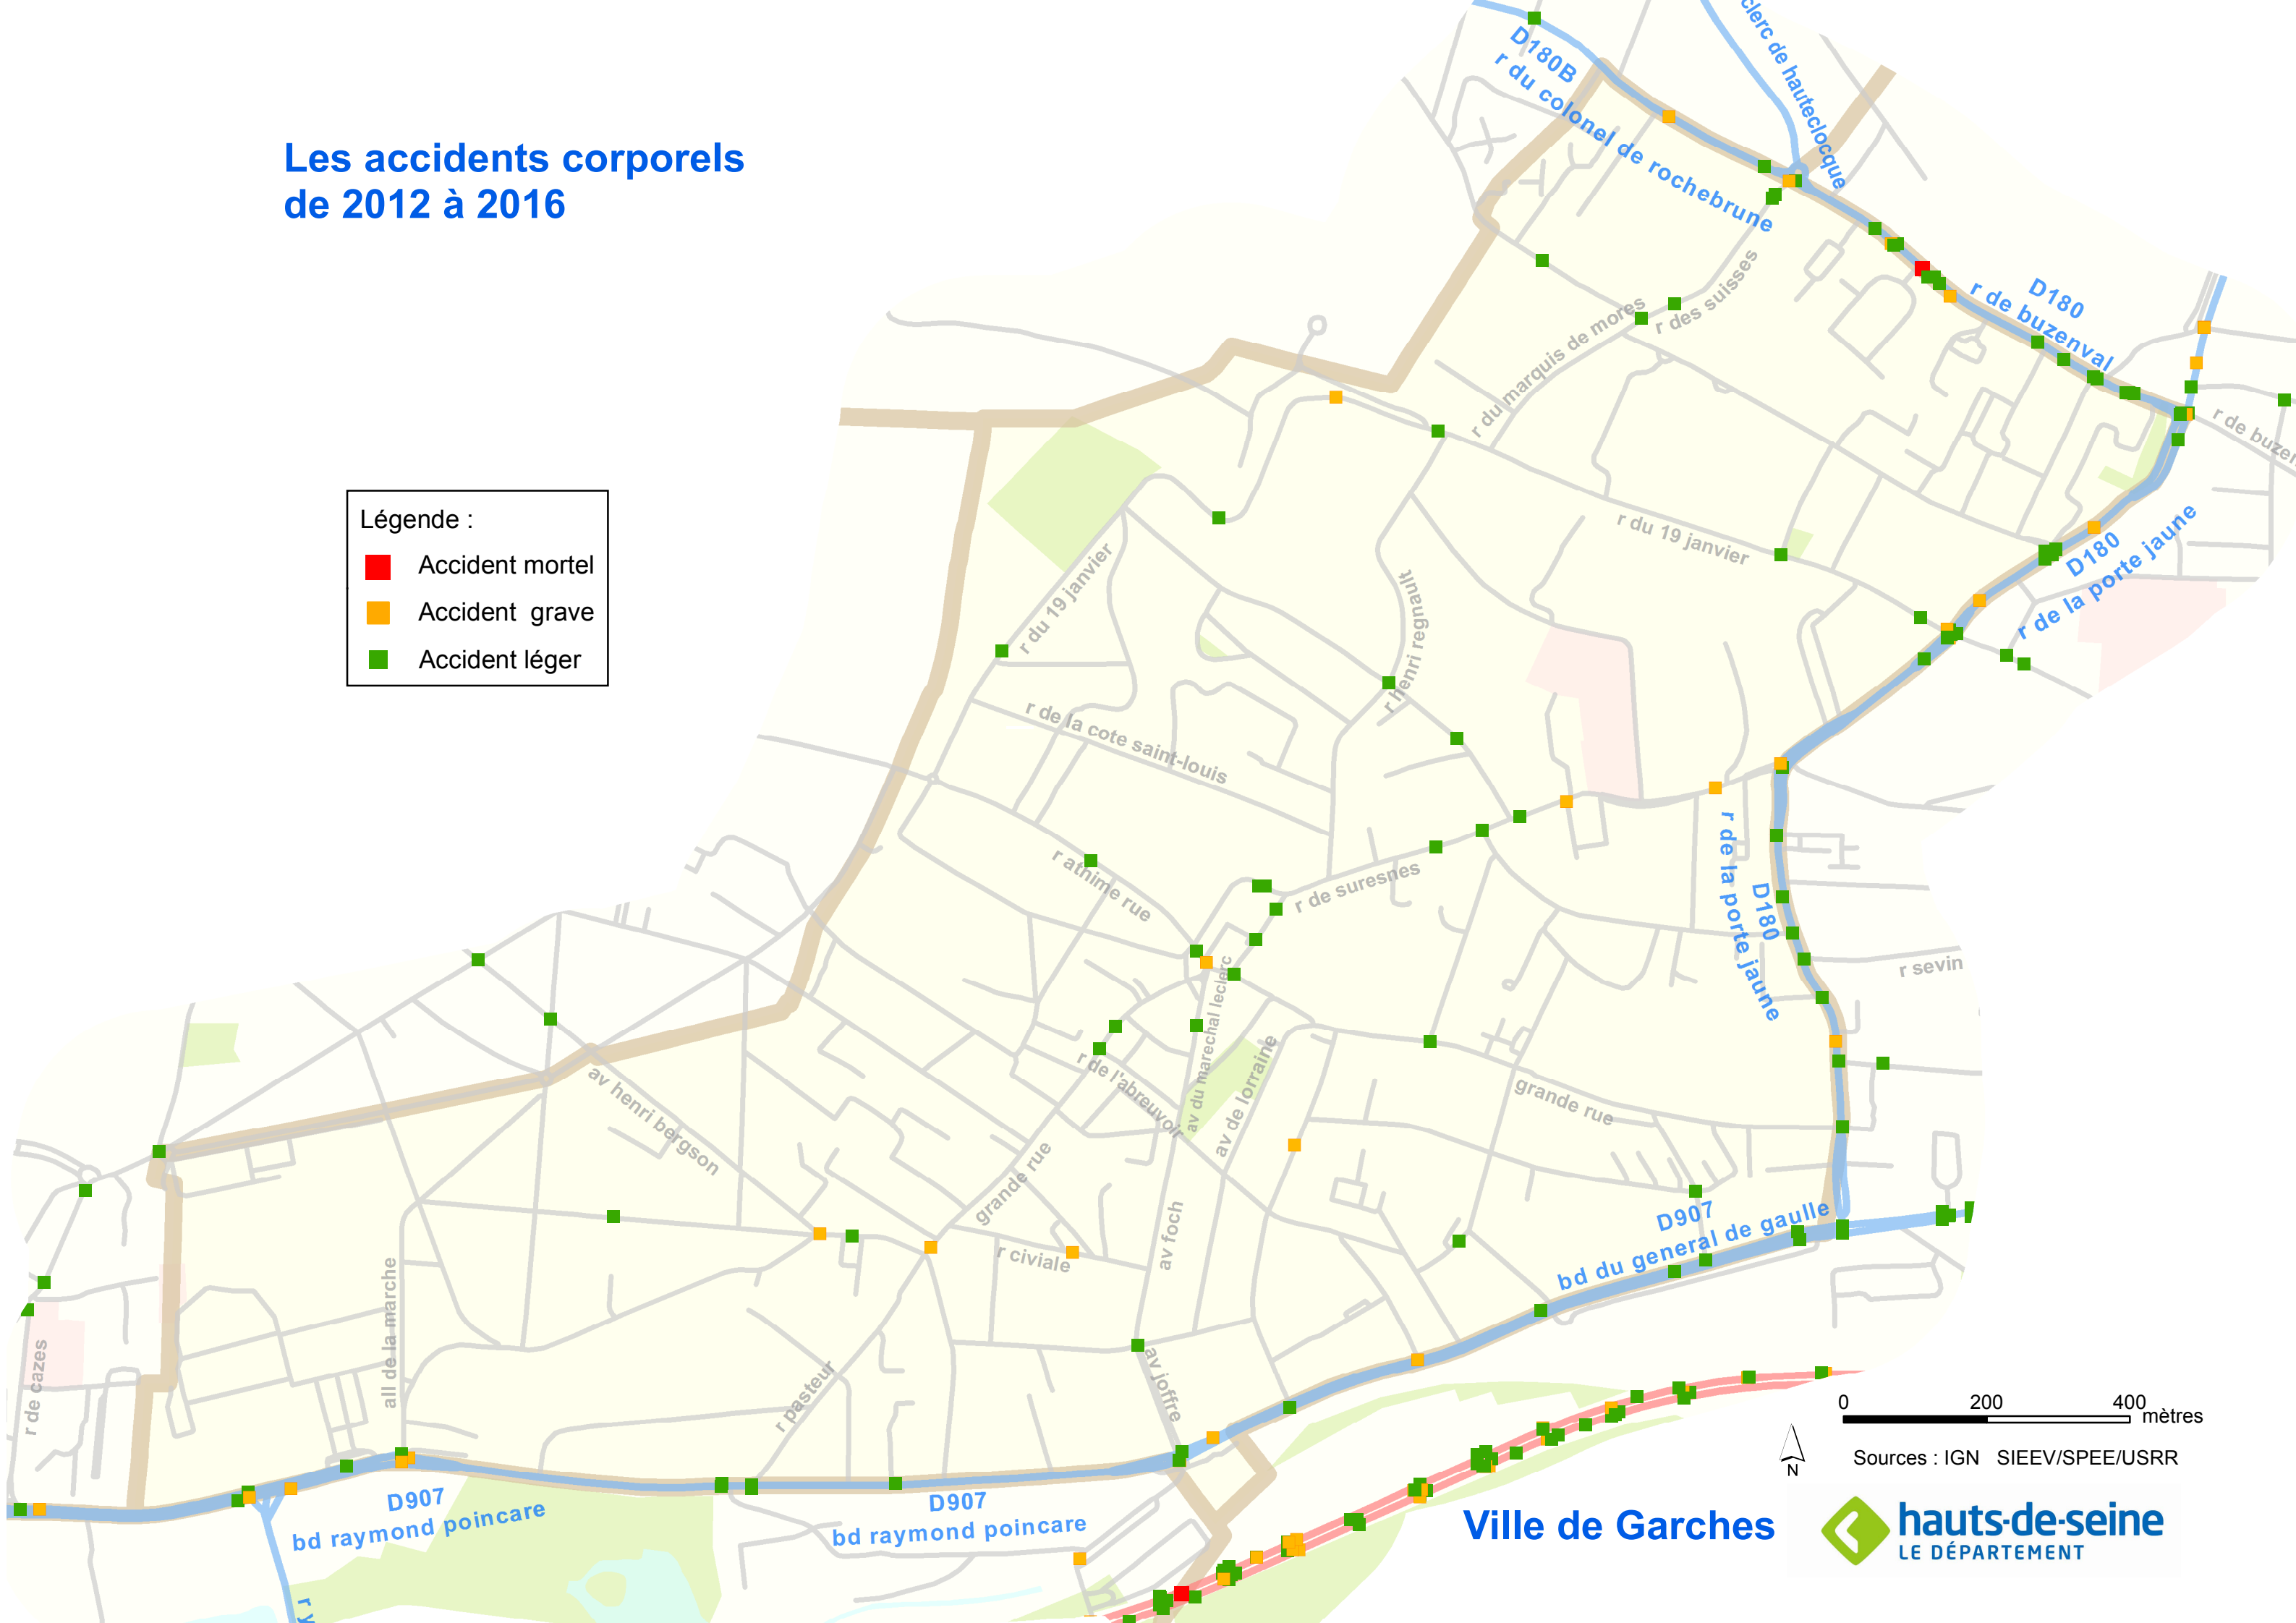 clerc de hauteclocque
D180B
r du colonel de rochebrune
Les accidents corporels
de 2012 à 2016
r des suisses
D180
r de buzenval
r du marquis de mores
r de buzen
Légende :
Accident mortel
Accident grave
Accident léger
r du 19 janvier
r du 19 janvier
D180
r de la porte jaune
r henri regnault
r de la cote saint-louis
r athime rue
r de suresnes
r de la porte jaune
D180
r sevin
av du marechal leclerc
r de l'abreuvoir
av de lorraine
grande rue
av henri bergson
grande rue
r civiale
av foch
D907
bd du general de gaulle
all de la marche
r de cazes
r pasteur
av joffre
0 200 400
mètres
N
Sources : IGN SIEEV/SPEE/USRR
D907
bd raymond poincare
D907
bd raymond poincare
Ville de Garches
hauts-de-seine
LE DÉPARTEMENT
r y